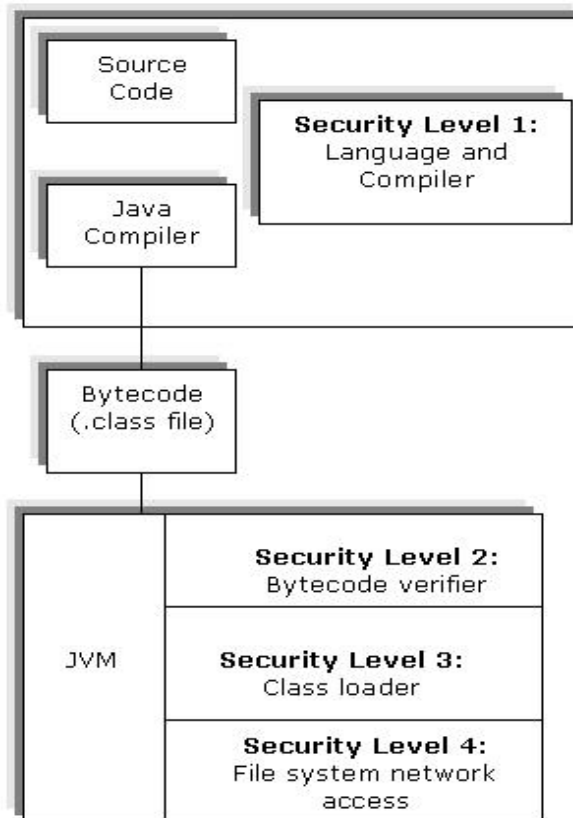 Source
Code
Security Level 1:
Language and
Compiler
Java
Compiler
Bytecode
(.class file)
JVM
Security Level 2:
Bytecode verifier
Security Level 3:
Class loader
Security Level 4:
File system network
access